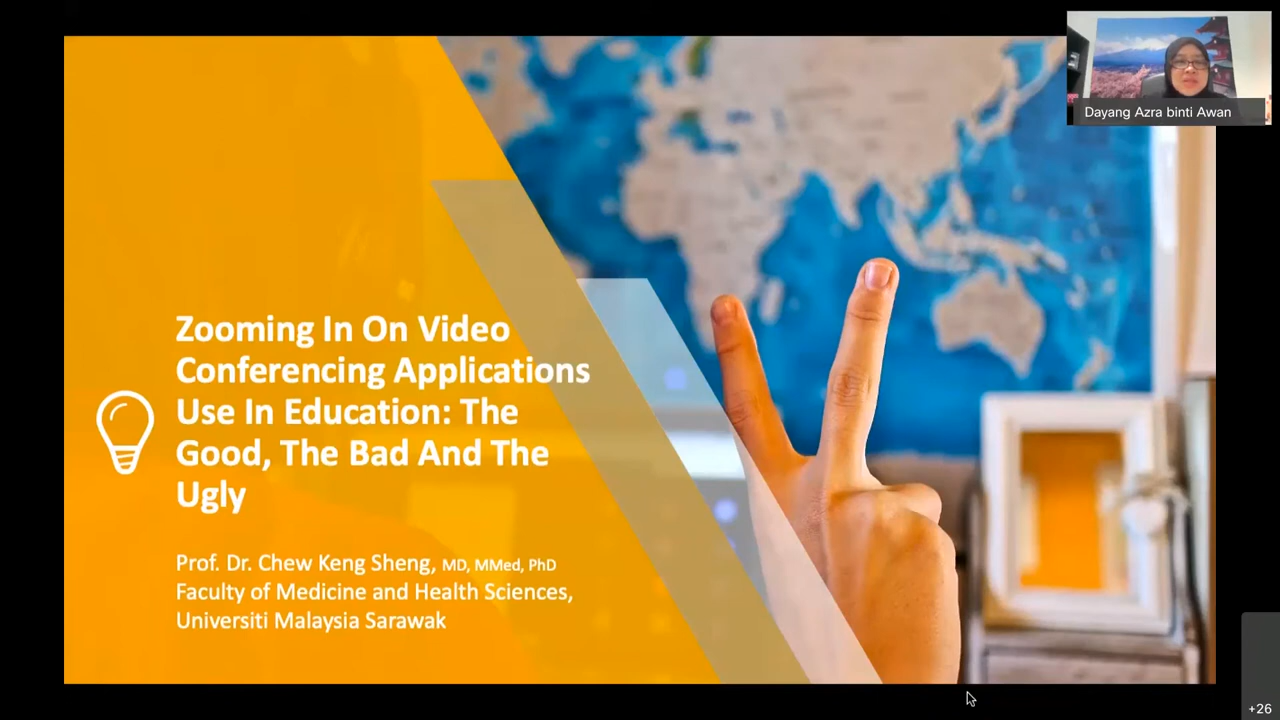 Dayang Azra binti Awan
Zooming In On Video
Conferencing Applications
Use In Education: The
Good, The Bad And The
Ugly
Prof. Dr. Chew Keng Sheng, MD, MMed, PhD
Faculty of Medicine and Health Sciences,
Universiti Malaysia Sarawak
+26